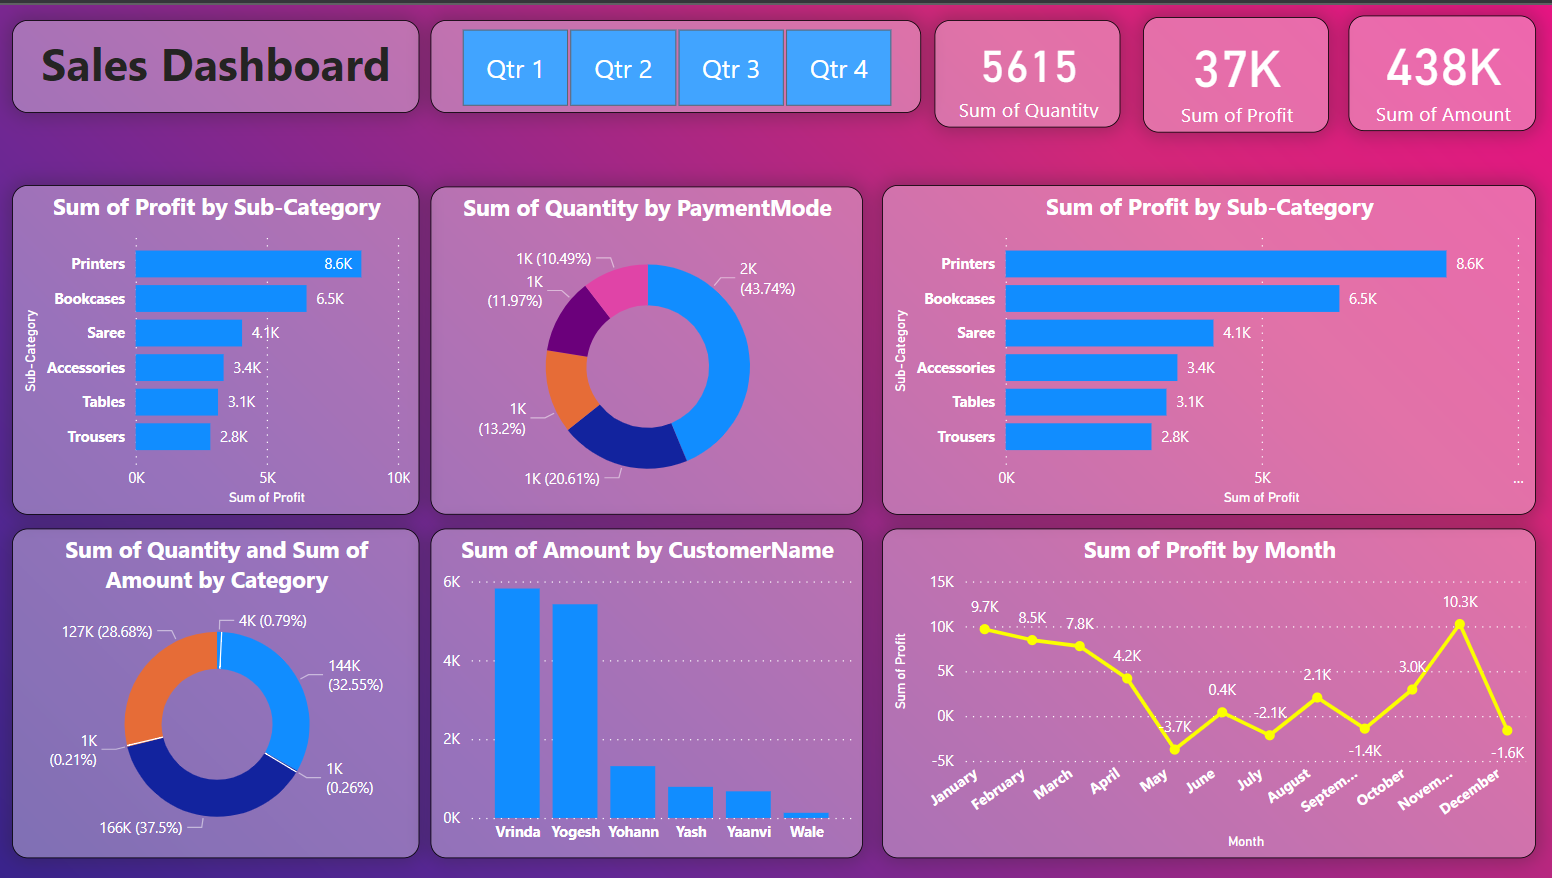 Sales Dashboard
Qtr 1
Qtr 2
Qtr 3
Qtr 4
5615
Sum of Quantity
37K
Sum of Profit
438K
Sum of Amount
Sum of Profit by Sub-Category
Sub-Category
Printers
8.6K
Bookcases
6.5K
Saree
4.1K
Accessories
3.4K
Tables
3.1K
Trousers
2.8K
0K
5K
10K
Sum of Profit
Sum of Quantity by PaymentMode
1K (10.49%)
2K
(43.74%)
1K
(11.97%)
1K
(13.2%)
1K (20.61%)
Sum of Profit by Sub-Category
Sub-Category
Printers
8.6K
Bookcases
6.5K
Saree
4.1K
Accessories
3.4K
Tables
3.1K
Trousers
2.8K
0K
5K
...
Sum of Profit
Sum of Quantity and Sum of
Amount by Category
4K (0.79%)
127K (28.68%)
144K
(32.55%)
1K
(0.21%)
1K
(0.26%)
166K (37.5%)
Sum of Amount by CustomerName
6K
4K
2K
0K
Vrinda
Yogesh
Yohann
Yash
Yaanvi
Wale
Sum of Profit by Month
Sum of Profit
15K
10K
5K
0K
-5K
9.7K
8.5K
7.8K
4.2K
-3.7K
0.4K
-2.1K
2.1K
-1.4K
3.0K
10.3K
-1.6K
January
February
March
April
May
June
July
August
Septem...
October
Novem...
December
Month